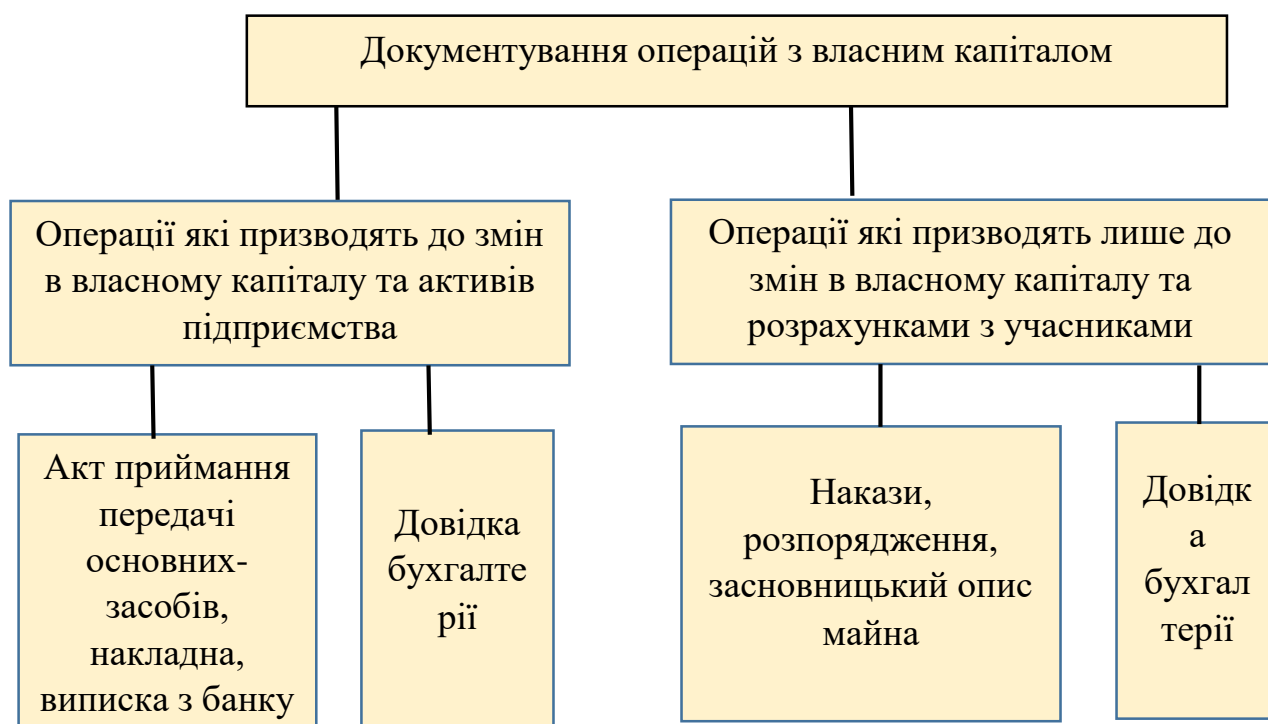 Документування операцій з власним капіталом
Операції які призводять до змін
в власному капіталу та активів
підприємства
Операції які призводять лише до
змін в власному капіталу та
розрахунками з учасниками
Акт приймання
передачі
основних-
засобів,
накладна,
виписка з банку
Довідка
бухгалте
рії
Накази,
розпорядження,
засновницький опис
майна
Довідк
а
бухгал
терії